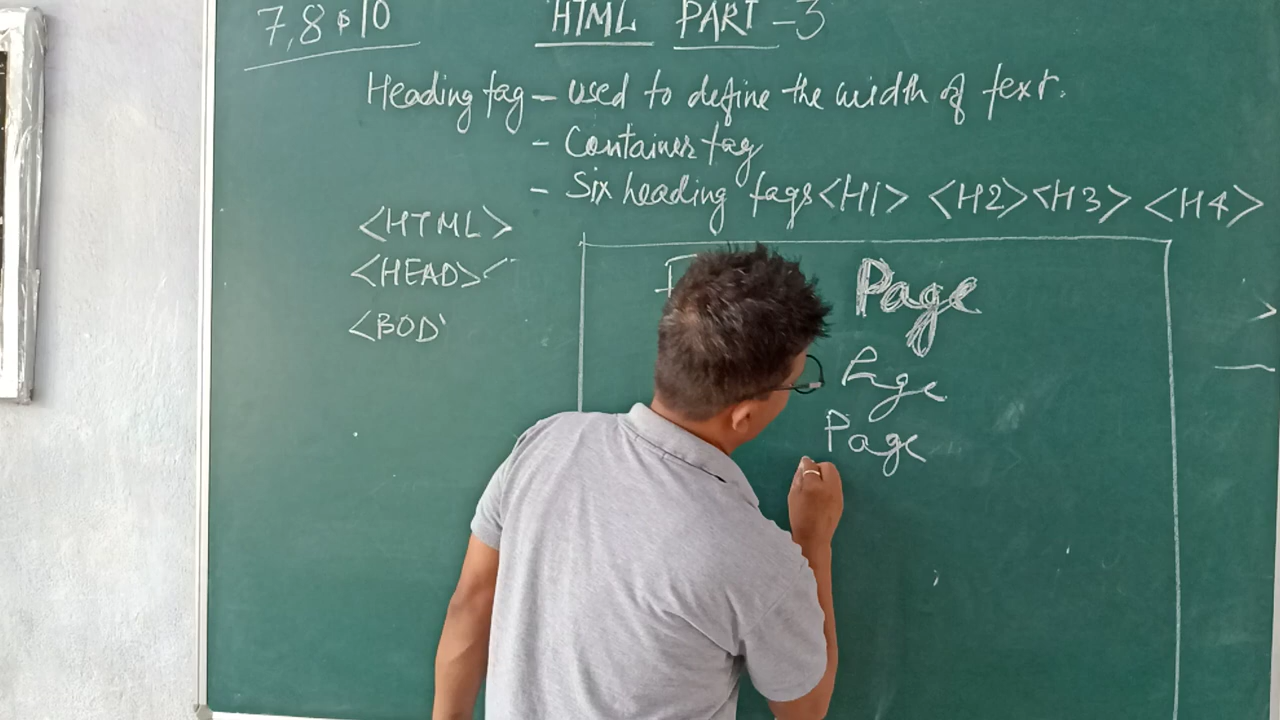 7,8 & 10
HTML PART - 3
Heading tag - used to define the width of text.
- Container tag
- Six heading tags <H1> <H2> <H3> <H4>
<HTML>
<HEAD>
<BOD
Page
Page
Page